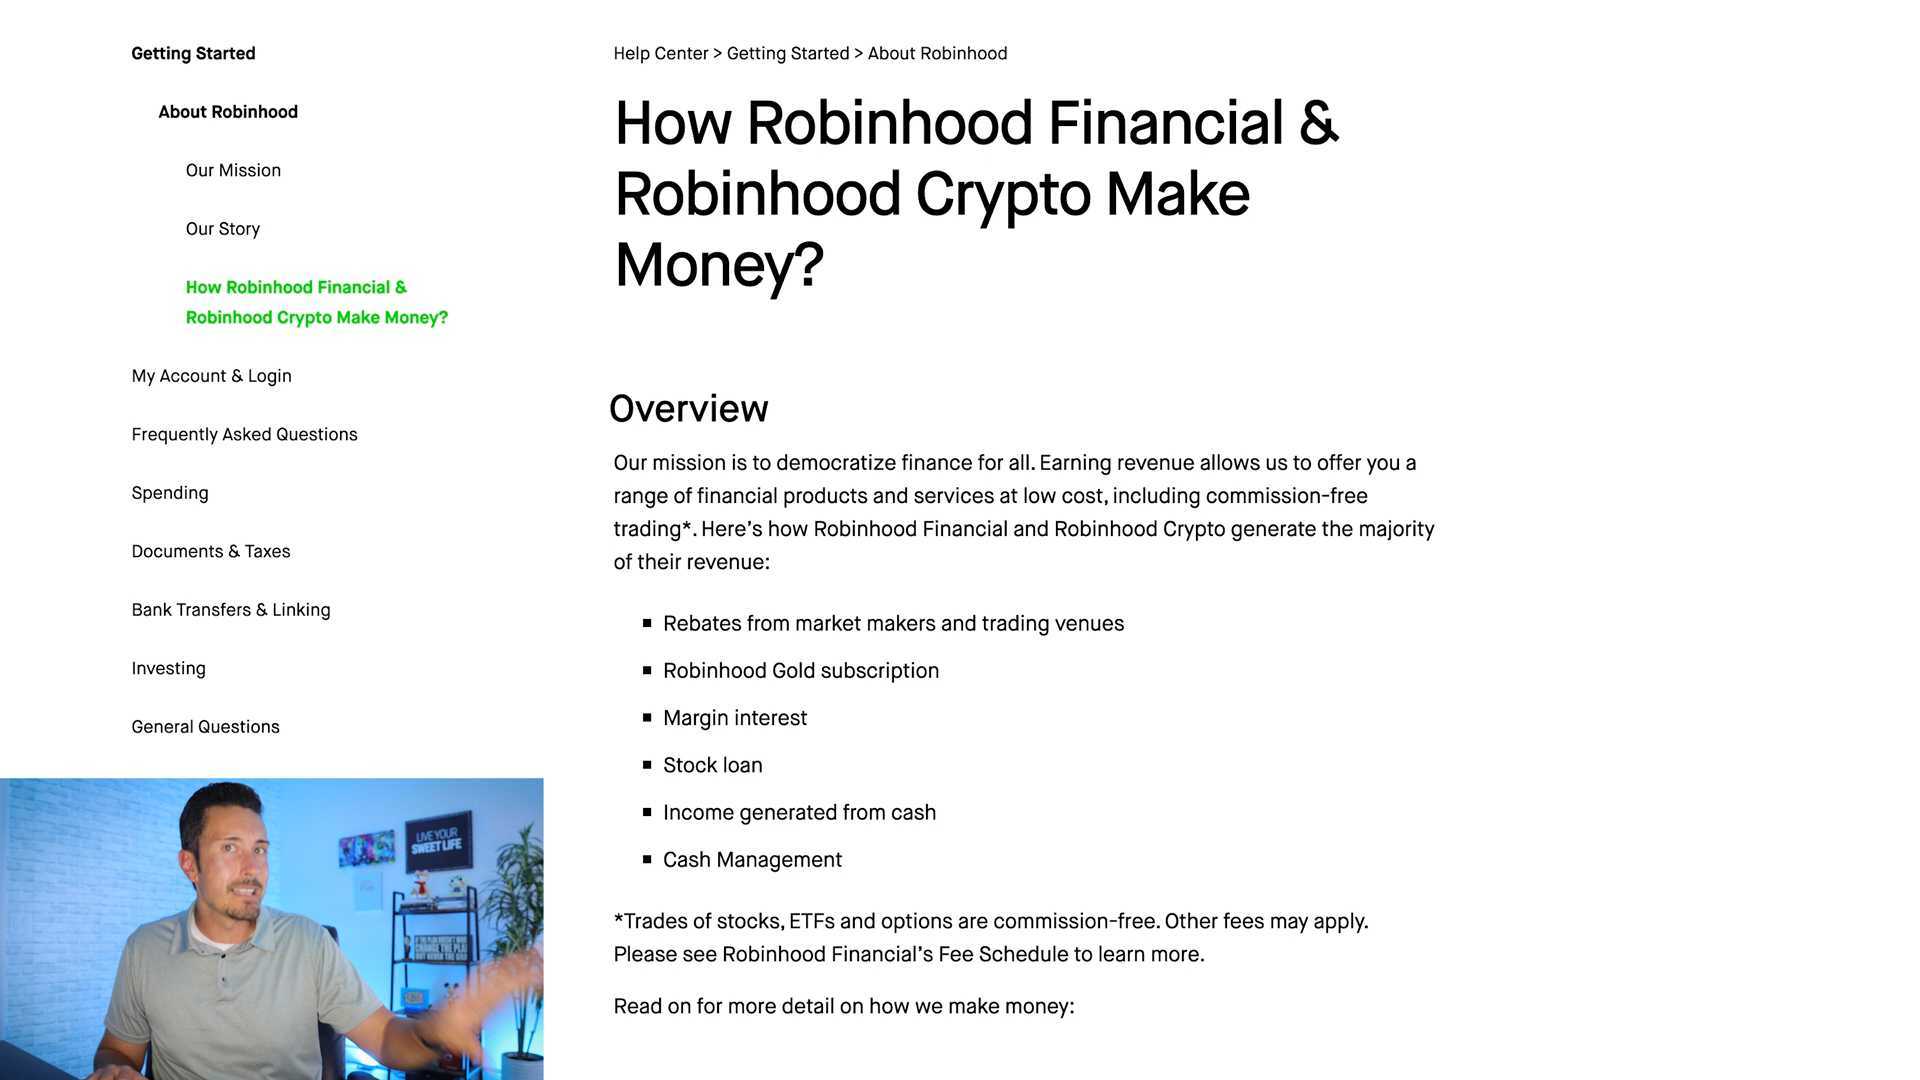 Getting Started
About Robinhood
Our Mission
Our Story
How Robinhood Financial &
Robinhood Crypto Make Money?
My Account & Login
Frequently Asked Questions
Spending
Documents & Taxes
Bank Transfers & Linking
Investing
General Questions
Help Center > Getting Started > About Robinhood
How Robinhood Financial &
Robinhood Crypto Make
Money?
Overview
Our mission is to democratize finance for all. Earning revenue allows us to offer you a
range of financial products and services at low cost, including commission-free
trading*. Here’s how Robinhood Financial and Robinhood Crypto generate the majority
of their revenue:
▪ Rebates from market makers and trading venues
▪ Robinhood Gold subscription
▪ Margin interest
▪ Stock loan
▪ Income generated from cash
▪ Cash Management
*Trades of stocks, ETFs and options are commission-free. Other fees may apply.
Please see Robinhood Financial’s Fee Schedule to learn more.
Read on for more detail on how we make money:
LIVE YOUR
SWEET LIFE
CHANGE THE PLAN